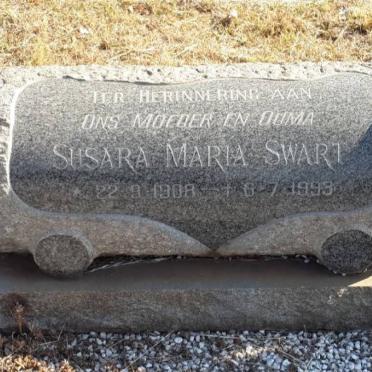 TER HERINNERING AAN
ONS MOEDER EN OUMA
SUSARA MARIA SWART
* 22·9·1908 — † 6·7·1993